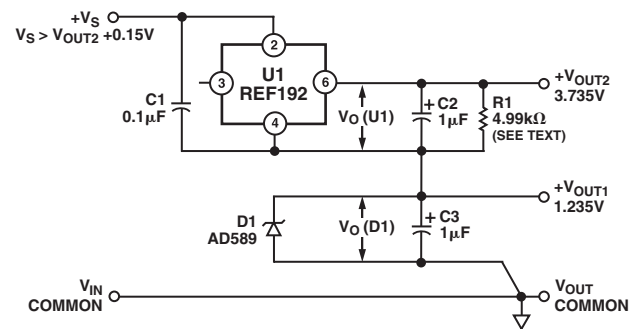 +VS
VS > VOUT2 +0.15V
2
3
U1
REF192
6
4
C1
0.1µF
VO (U1)
+ C2
1µF
R1
4.99kΩ
(SEE TEXT)
+VOUT2
3.735V
+VOUT1
1.235V
D1
AD589
VO (D1)
+ C3
1µF
VIN
COMMON
VOUT
COMMON